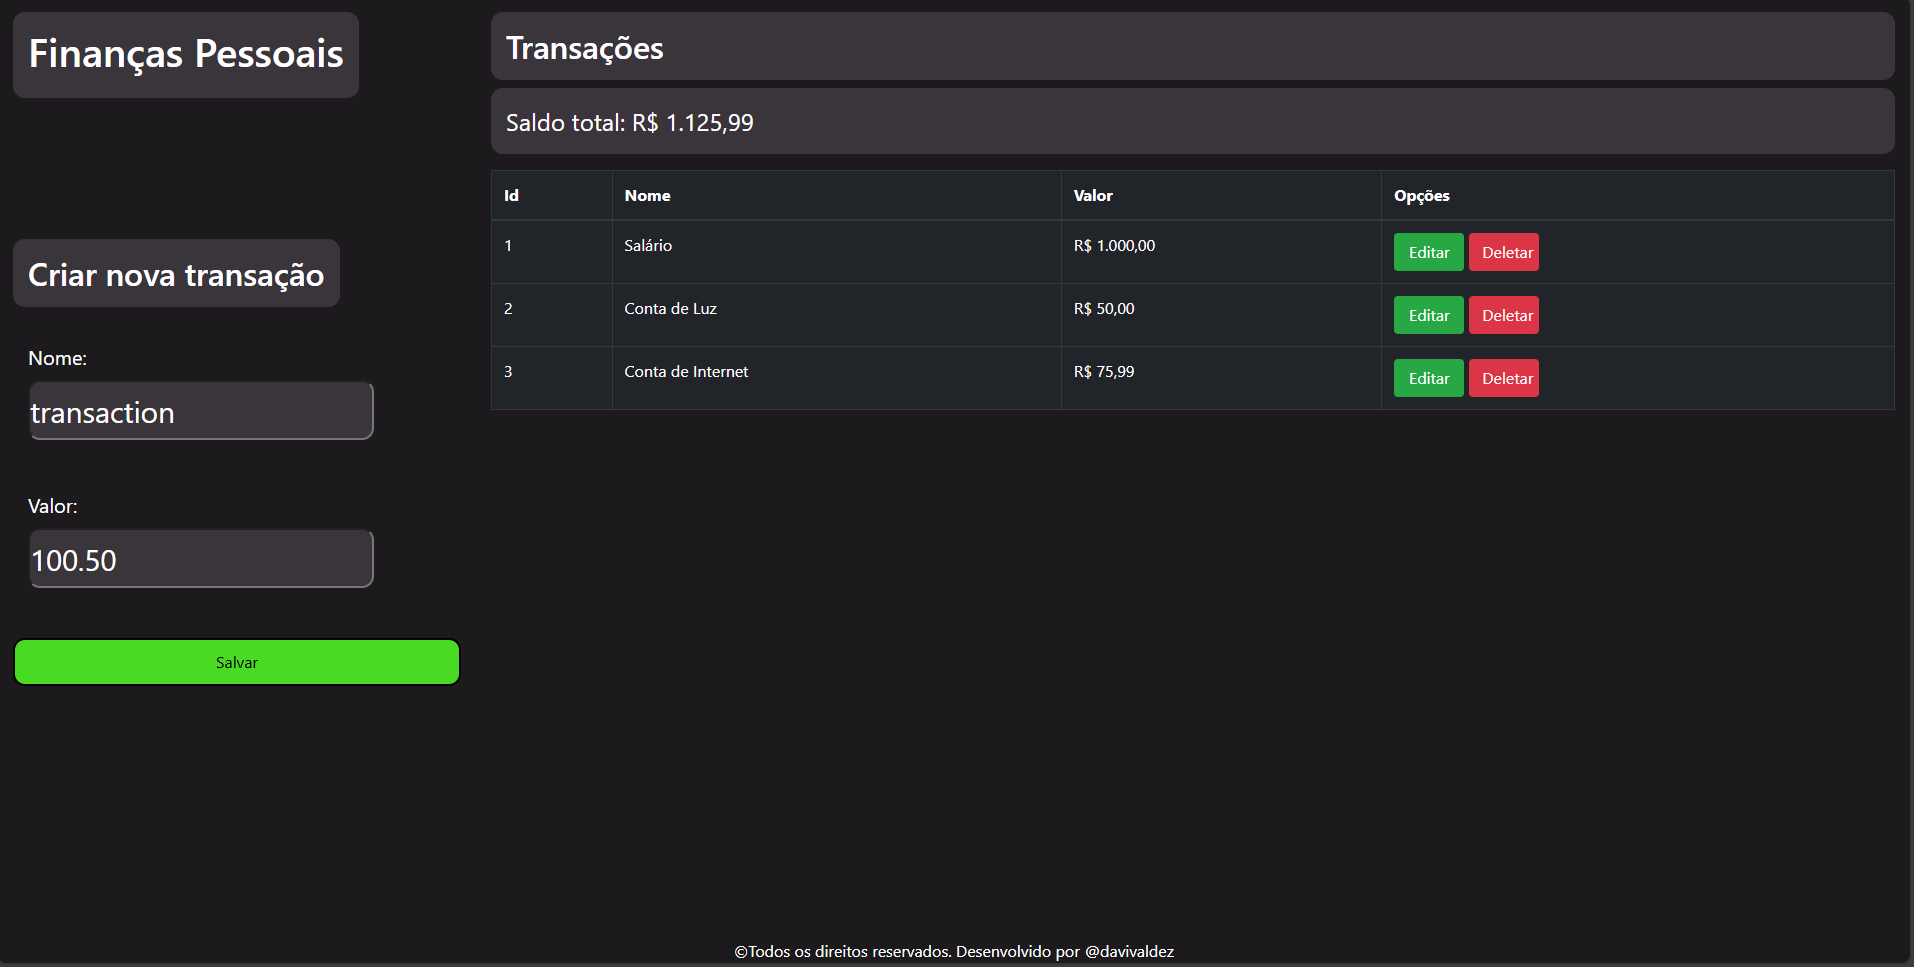 Finanças Pessoais
Criar nova transação
Nome:
transaction
Valor:
100.50
Salvar
Transações
Saldo total: R$ 1.125,99
Id Nome Valor Opções
1 Salário R$ 1.000,00 Editar Deletar
2 Conta de Luz R$ 50,00 Editar Deletar
3 Conta de Internet R$ 75,99 Editar Deletar
©Todos os direitos reservados. Desenvolvido por @davivaldez